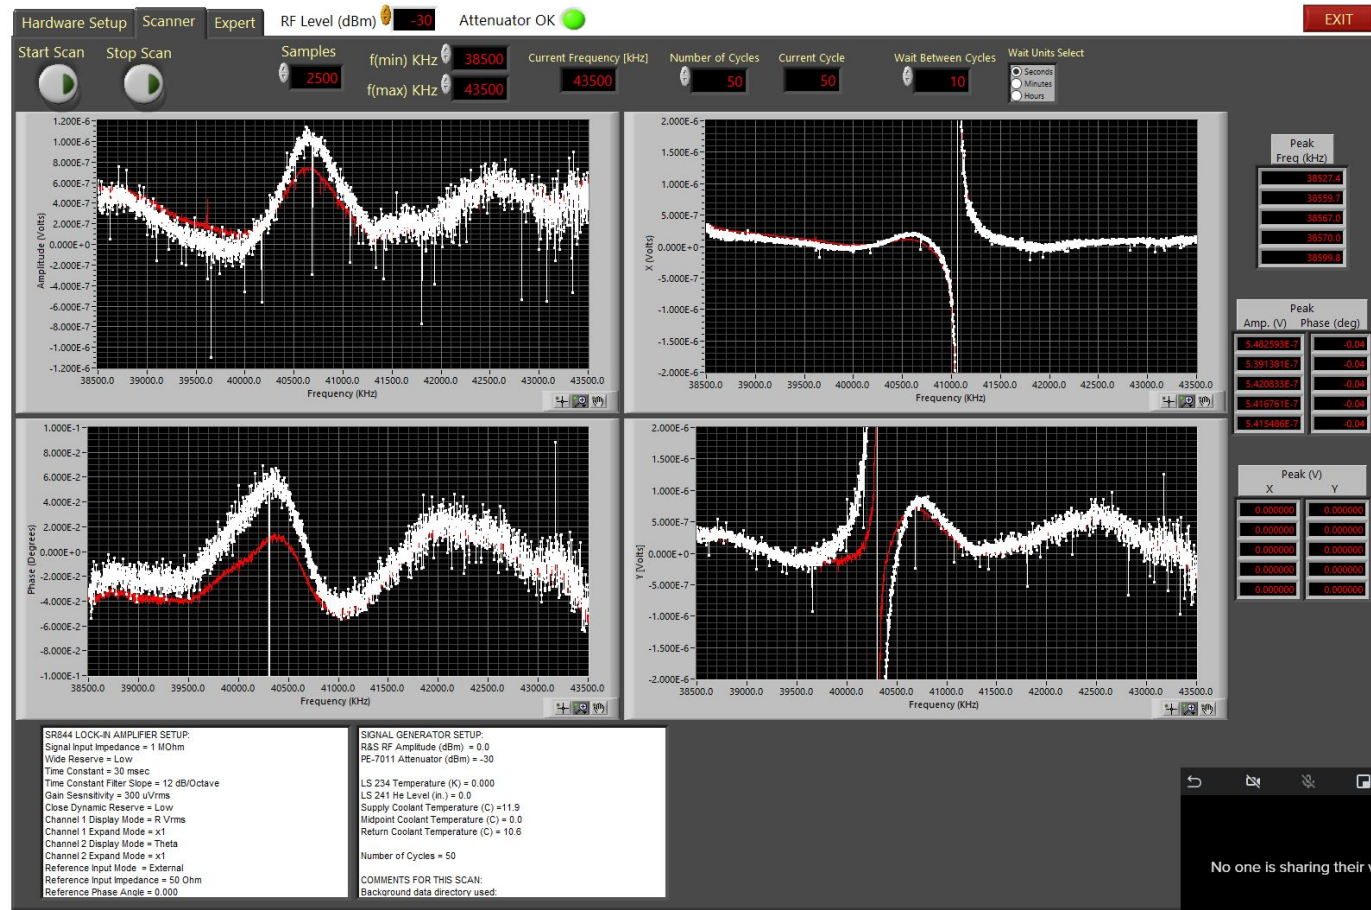 Hardware Setup Scanner Expert RF Level (dBm) -30 Attenuator OK EXIT
Start Scan Stop Scan Samples 2500
f(min) KHz 38500
f(max) KHz 43500
Current Frequency [kHz] 43500
Number of Cycles 50
Current Cycle 50
Wait Between Cycles 10
Wait Units Select
Seconds
Minutes
Hours
1.200E-6
1.000E-6
8.000E-7
6.000E-7
4.000E-7
2.000E-7
0.000E+0
-2.000E-7
-4.000E-7
-6.000E-7
-8.000E-7
-1.000E-6
-1.200E-6
Amplitude (Volts)
38500.0 39000.0 39500.0 40000.0 40500.0 41000.0 41500.0 42000.0 42500.0 43000.0 43500.0
Frequency (KHz)
2.000E-6
1.500E-6
1.000E-6
5.000E-7
0.000E+0
-5.000E-7
-1.000E-6
-1.500E-6
-2.000E-6
X (Volts)
38500.0 39000.0 39500.0 40000.0 40500.0 41000.0 41500.0 42000.0 42500.0 43000.0 43500.0
Frequency (KHz)
Peak
Freq (kHz)
38527.4
38559.7
38567.0
38570.0
38599.8
Peak
Amp. (V) Phase (deg)
5.482593E-7 -0.04
5.391381E-7 -0.04
5.420833E-7 -0.04
5.416761E-7 -0.04
5.415486E-7 -0.04
1.000E-1
8.000E-2
6.000E-2
4.000E-2
2.000E-2
0.000E+0
-2.000E-2
-4.000E-2
-6.000E-2
-8.000E-2
-1.000E-1
Phase (Degrees)
38500.0 39000.0 39500.0 40000.0 40500.0 41000.0 41500.0 42000.0 42500.0 43000.0 43500.0
Frequency (KHz)
2.000E-6
1.500E-6
1.000E-6
5.000E-7
0.000E+0
-5.000E-7
-1.000E-6
-1.500E-6
-2.000E-6
Y [Volts]
38500.0 39000.0 39500.0 40000.0 40500.0 41000.0 41500.0 42000.0 42500.0 43000.0 43500.0
Frequency (KHz)
Peak (V)
X Y
0.000000 0.000000
0.000000 0.000000
0.000000 0.000000
0.000000 0.000000
0.000000 0.000000
SR844 LOCK-IN AMPLIFIER SETUP:
Signal Input Impedance = 1 MOhm
Wide Reserve = Low
Time Constant = 30 msec
Time Constant Filter Slope = 12 dB/Octave
Gain Sesnsitivity = 300 uVrms
Close Dynamic Reserve = Low
Channel 1 Display Mode = R Vrms
Channel 1 Expand Mode = x1
Channel 2 Display Mode = Theta
Channel 2 Expand Mode = x1
Reference Input Mode = External
Reference Input Impedance = 50 Ohm
Reference Phase Angle = 0.000
SIGNAL GENERATOR SETUP:
R&S RF Amplitude (dBm) = 0.0
PE-7011 Attenuator (dBm) = -30
LS 234 Temperature (K) = 0.000
LS 241 He Level (in.) = 0.0
Supply Coolant Temperature (C) =11.9
Midpoint Coolant Temperature (C) = 0.0
Return Coolant Temperature (C) = 10.6
Number of Cycles = 50
COMMENTS FOR THIS SCAN:
Background data directory used:
No one is sharing their